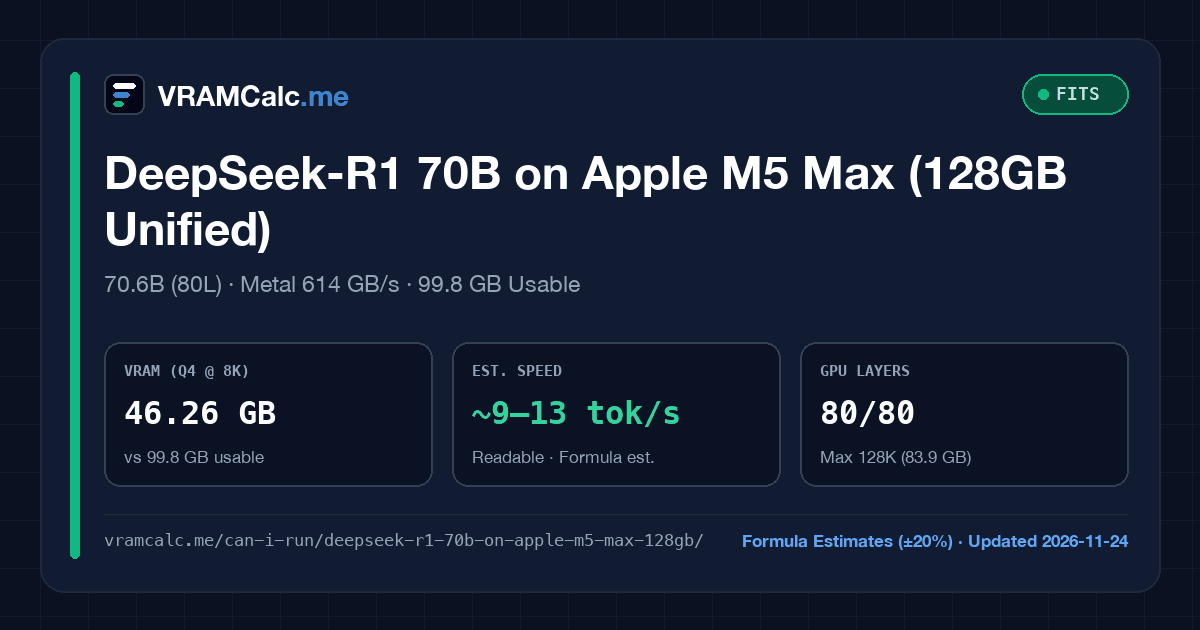 VRAMCalc.me
FITS
DeepSeek-R1 70B on Apple M5 Max (128GB
Unified)
70.6B (80L) · Metal 614 GB/s · 99.8 GB Usable
VRAM (Q4 @ 8K)
46.26 GB
vs 99.8 GB usable
EST. SPEED
~9–13 tok/s
Readable · Formula est.
GPU LAYERS
80/80
Max 128K (83.9 GB)
vramcalc.me/can-i-run/deepseek-r1-70b-on-apple-m5-max-128gb/
Formula Estimates (±20%) · Updated 2026-11-24